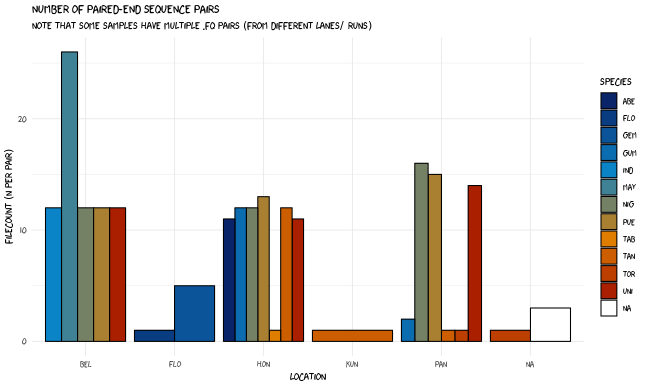 NUMBER OF PAIRED-END SEQUENCE PAIRS
NOTE THAT SOME SAMPLES HAVE MULTIPLE .FQ PAIRS (FROM DIFFERENT LANES/ RUNS)
FILECOUNT (N PER PAIR)
20
10
0
BEL
FLO
HON
KUN
PAN
NA
LOCATION
SPECIES
ABE
FLO
GEM
GUM
IND
MAY
NIG
PUE
TAB
TAN
TOR
UNI
NA